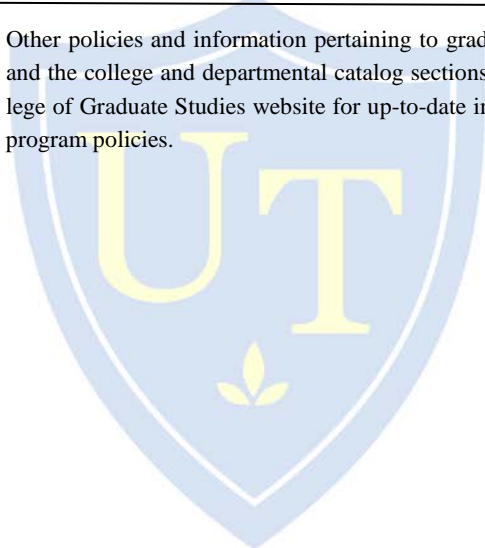 Other policies and information pertaining to grad
and the college and departmental catalog sections
lege of Graduate Studies website for up-to-date in
program policies.
UT